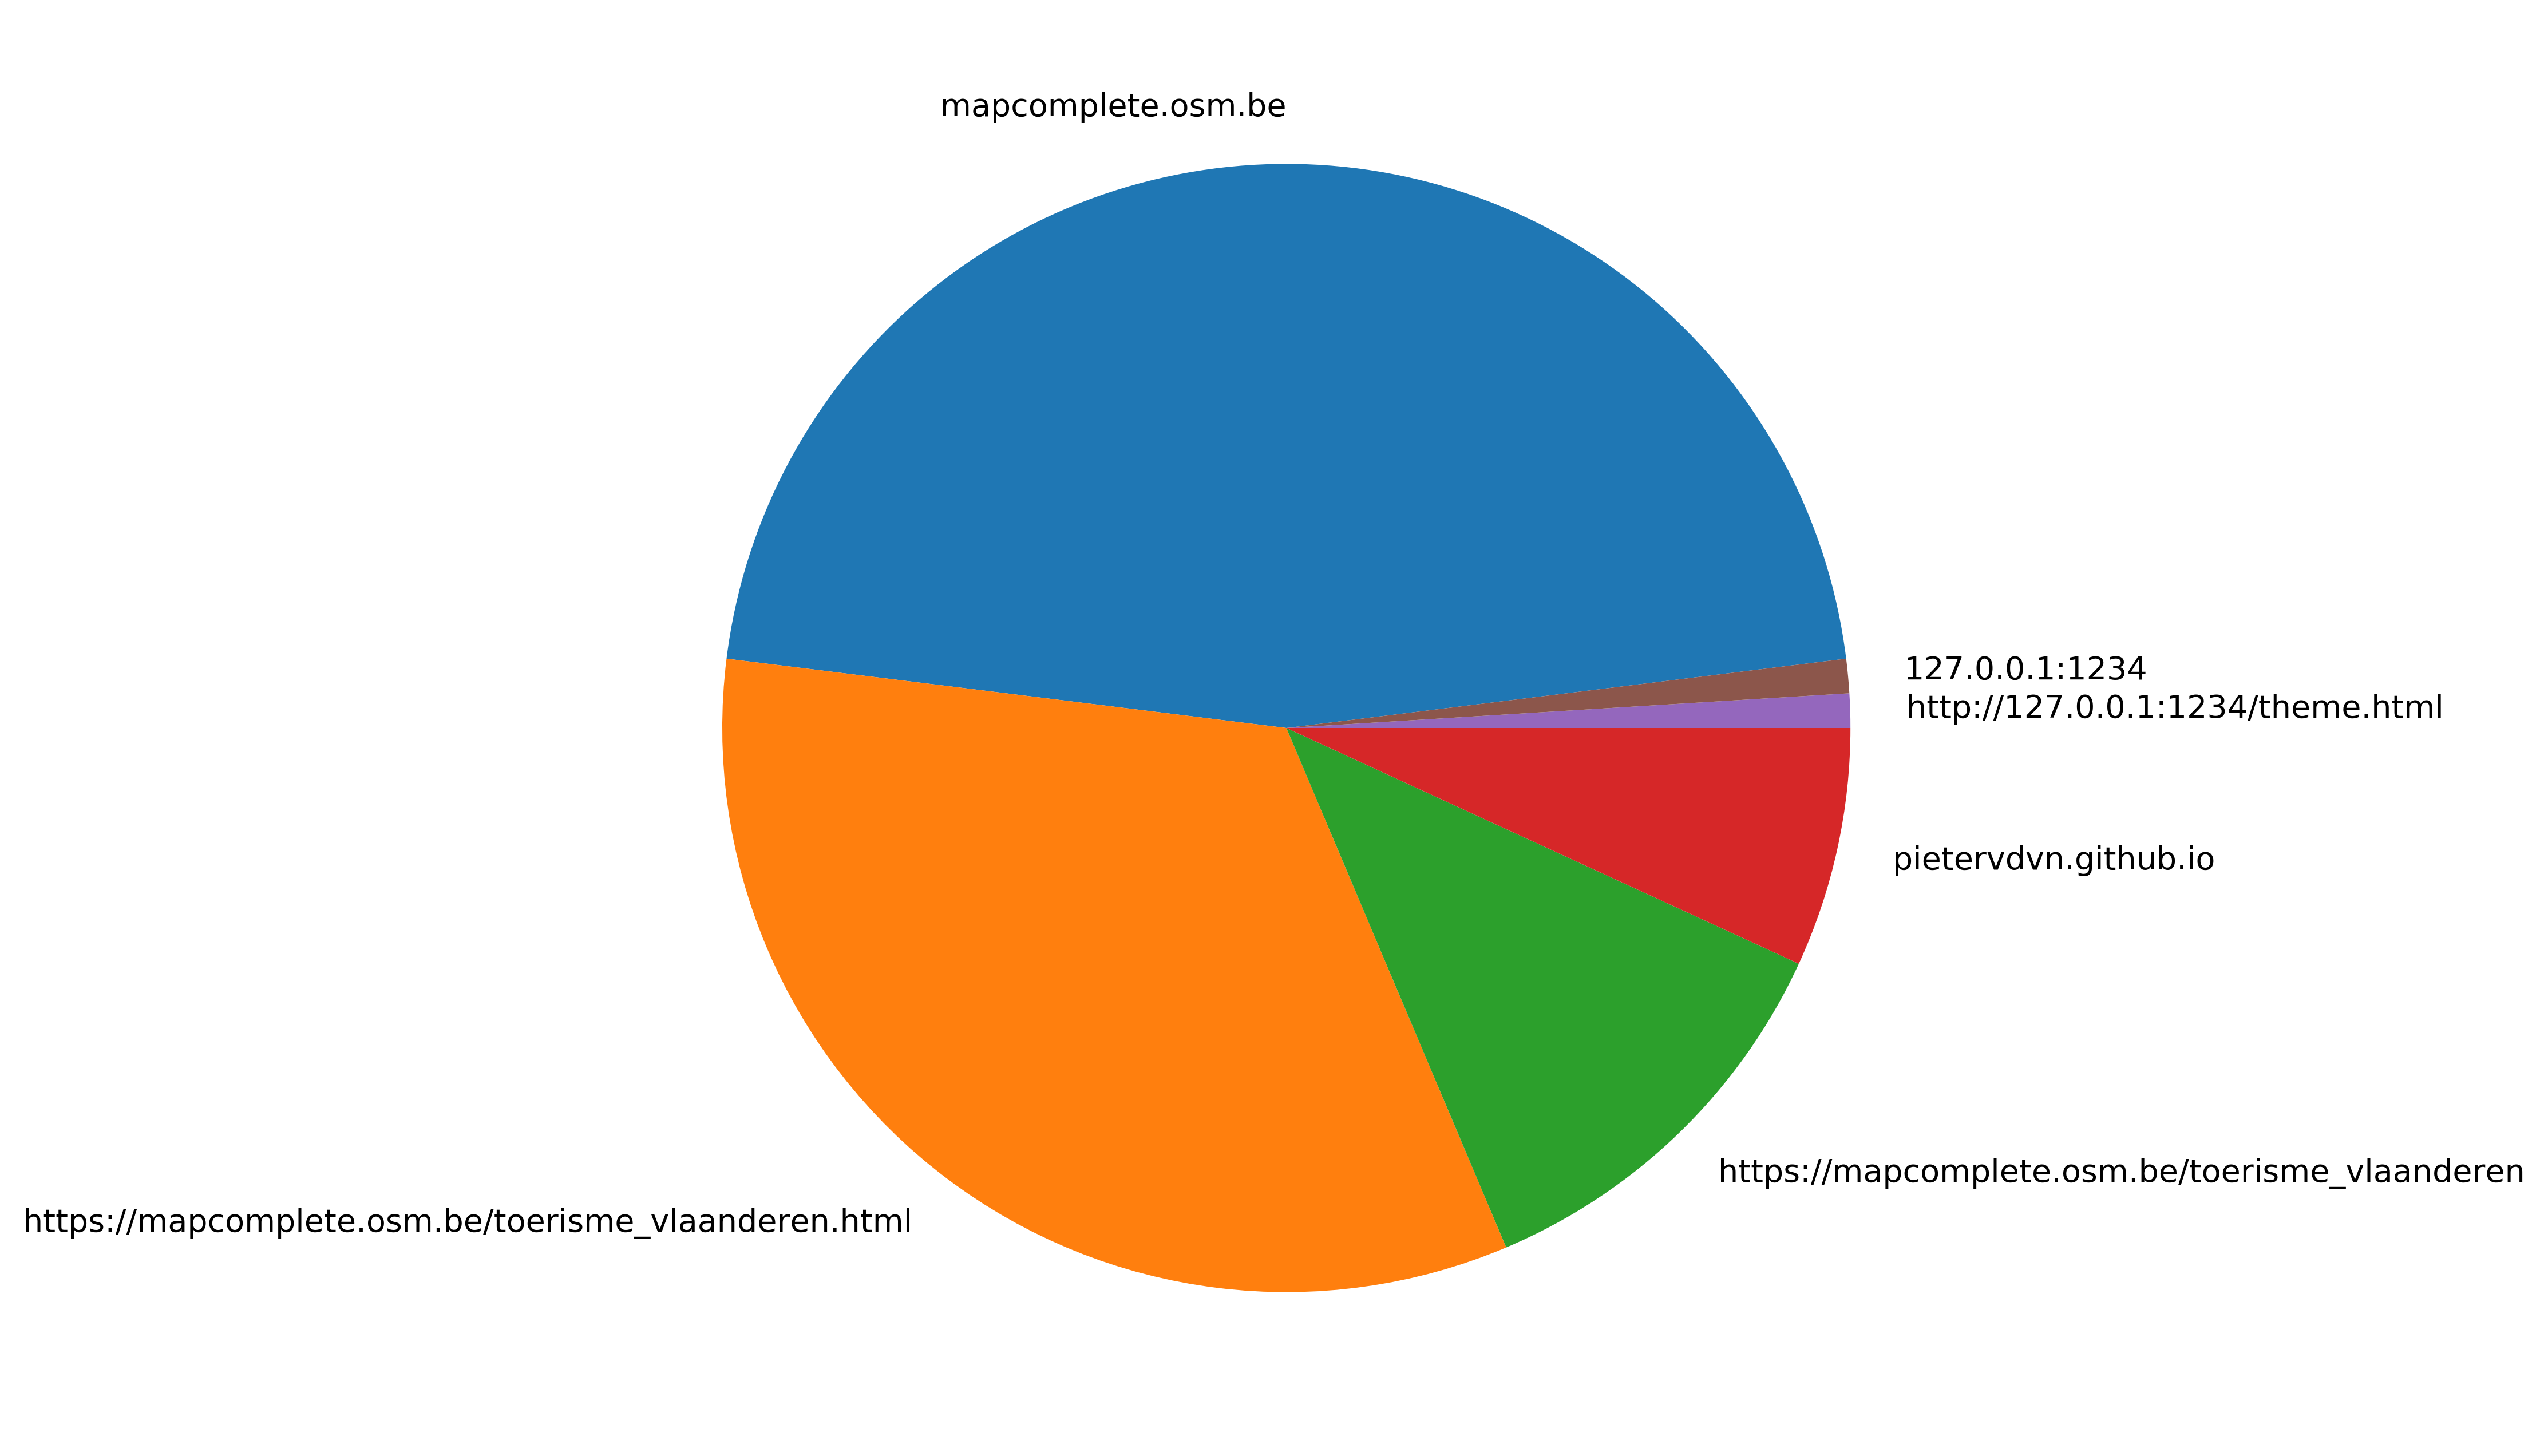 mapcomplete.osm.be
127.0.0.1:1234
http://127.0.0.1:1234/theme.html
pietervdvn.github.io
https://mapcomplete.osm.be/toerisme_vlaanderen
https://mapcomplete.osm.be/toerisme_vlaanderen.html